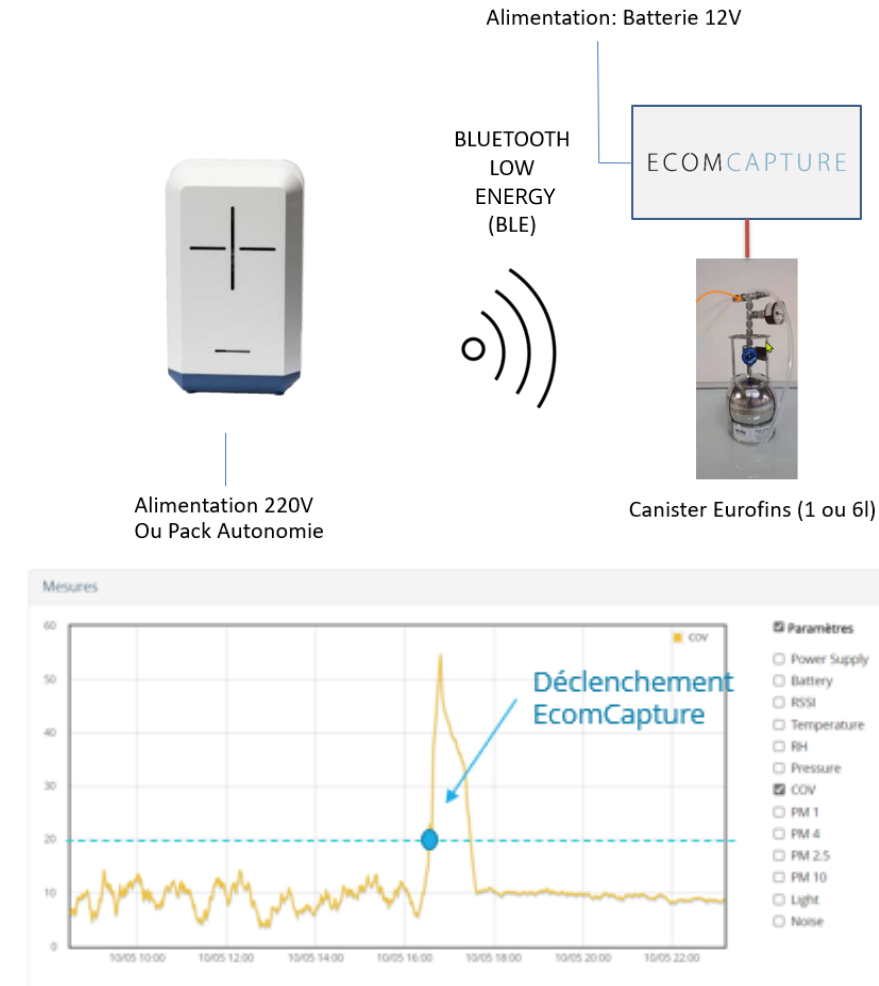 Alimentation: Batterie 12V
BLUETOOTH
LOW
ENERGY
(BLE)
ECOMCAPTURE
Alimentation 220V
Ou Pack Autonomie
Canister Eurofins (1 ou 6l)
Mesures
60
50
40
30
20
10
0
COV
Déclenchement
EcomCapture
10/05 10:00
10/05 12:00
10/05 14:00
10/05 16:00
10/05 18:00
10/05 20:00
10/05 22:00
Paramètres
Power Supply
Battery
RSSI
Temperature
RH
Pressure
COV
PM 1
PM 4
PM 2.5
PM 10
Light
Noise